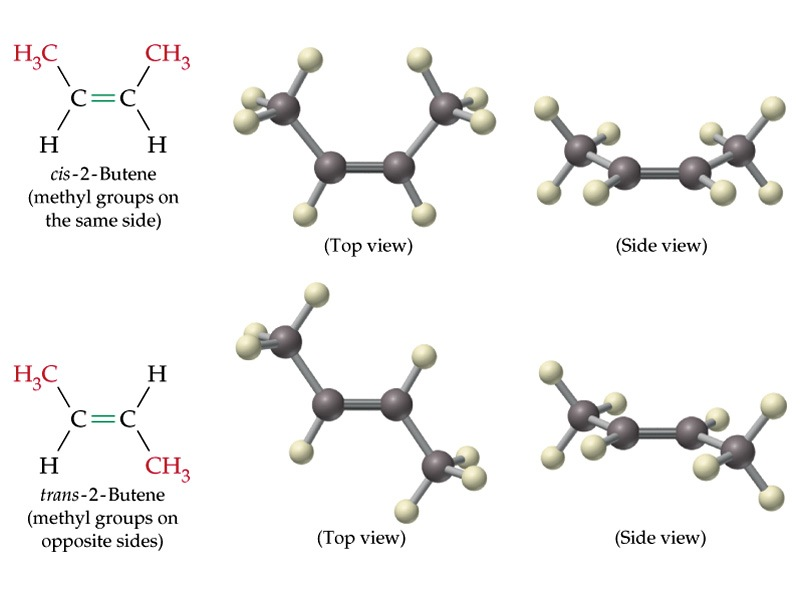 H₃C CH₃
C=C
H H
cis-2-Butene
(methyl groups on
the same side)
(Top view)
(Side view)
H₃C H
C=C
H CH₃
trans-2-Butene
(methyl groups on
opposite sides)
(Top view)
(Side view)